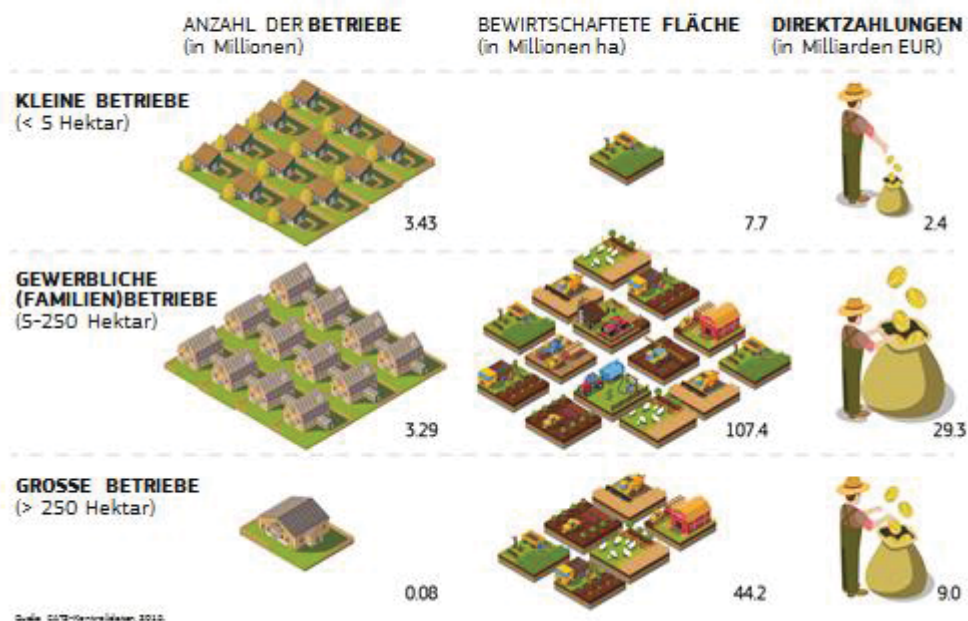 ANZAHL DER BETRIEBE
(in Millionen)
BEWIRTSCHAFTETE FLÄCHE
(in Millionen ha)
DIREKTZAHLUNGEN
(in Milliarden EUR)
KLEINE BETRIEBE
(< 5 Hektar)
3.43
7.7
2.4
GEWERBLICHE
(FAMILIEN)BETRIEBE
(5-250 Hektar)
3.29
107.4
29.3
GROSSE BETRIEBE
(> 250 Hektar)
0.08
44.2
9.0